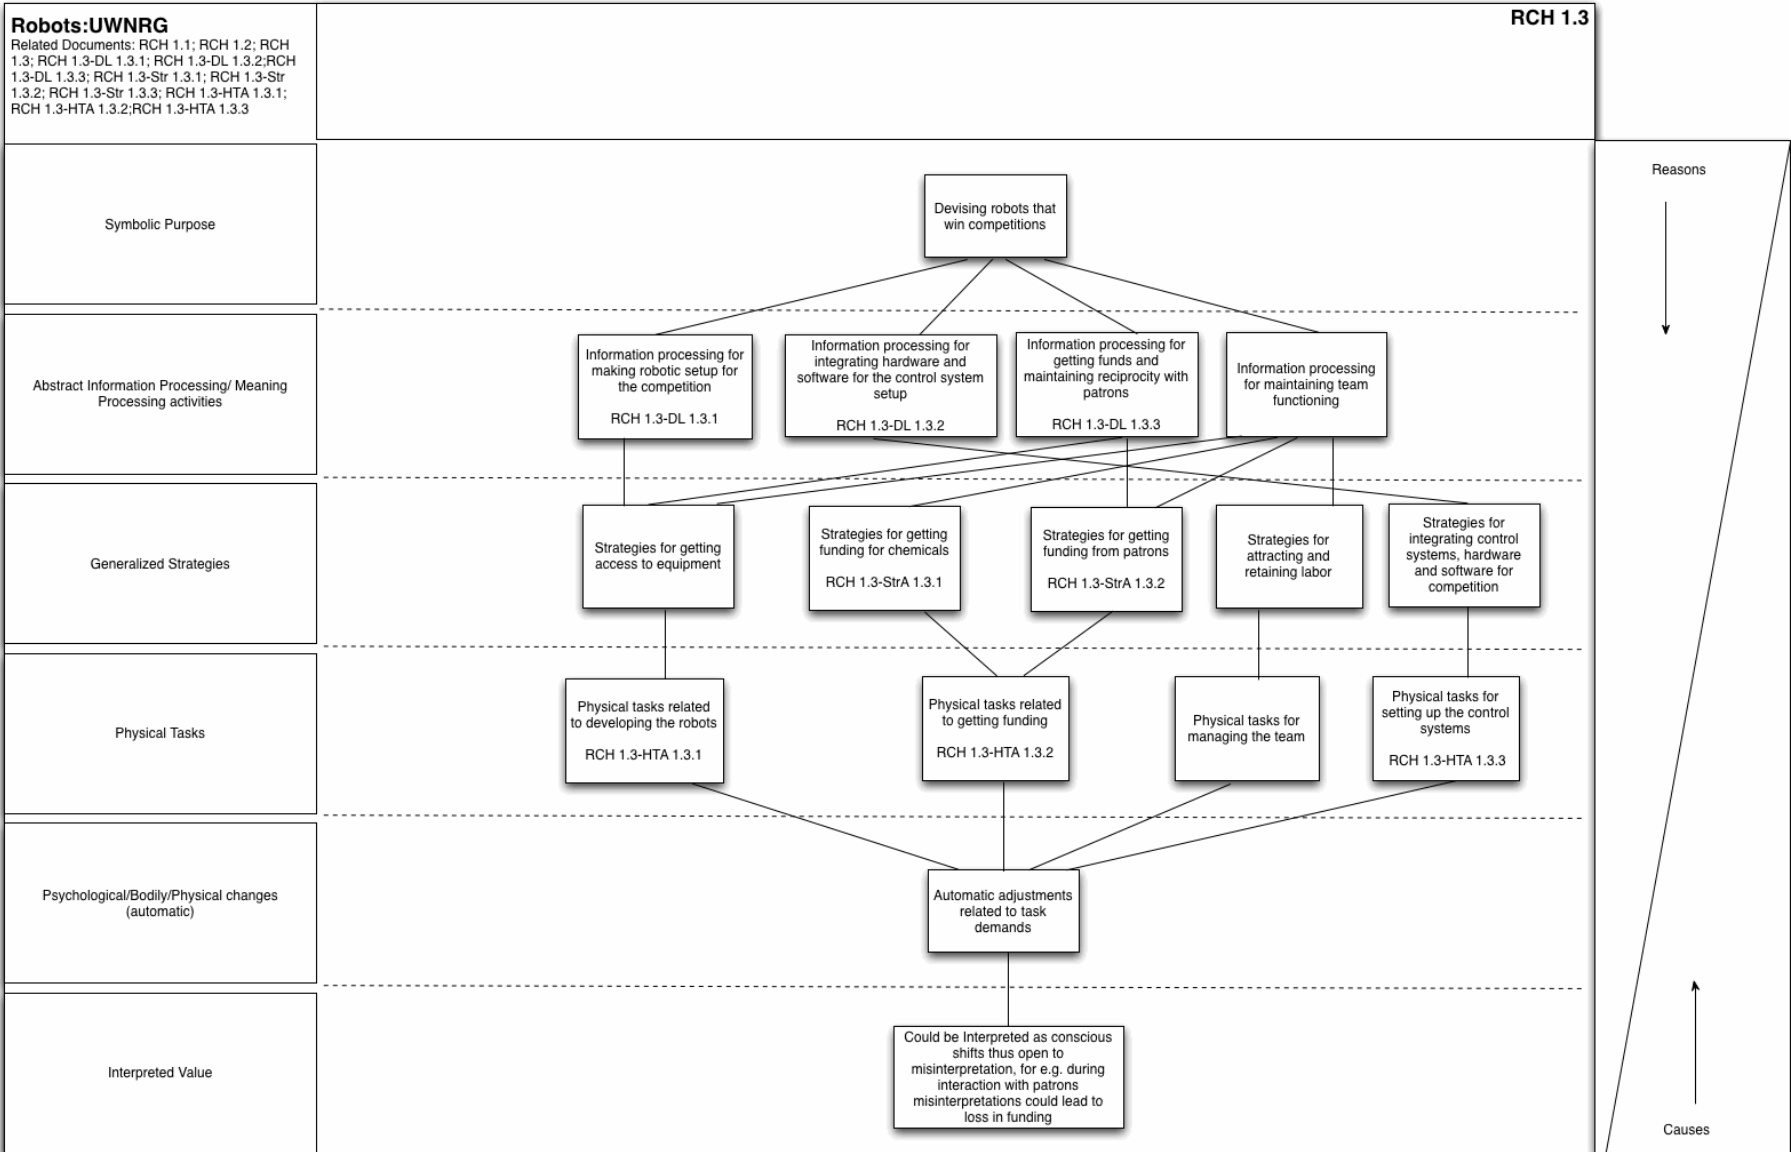 Robots:UWNRG
Related Documents: RCH 1.1; RCH 1.2; RCH
1.3; RCH 1.3-DL 1.3.1; RCH 1.3-DL 1.3.2;RCH
1.3-DL 1.3.3; RCH 1.3-Str 1.3.1; RCH 1.3-Str
1.3.2; RCH 1.3-Str 1.3.3; RCH 1.3-HTA 1.3.1;
RCH 1.3-HTA 1.3.2;RCH 1.3-HTA 1.3.3
RCH 1.3
Reasons
Symbolic Purpose
Devising robots that
win competitions
Abstract Information Processing/ Meaning
Processing activities
Information processing for
making robotic setup for
the competition
RCH 1.3-DL 1.3.1
Information processing for
integrating hardware and
software for the control system
setup
RCH 1.3-DL 1.3.2
Information processing for
getting funds and
maintaining reciprocity with
patrons
RCH 1.3-DL 1.3.3
Information processing
for maintaining team
functioning
Generalized Strategies
Strategies for getting
access to equipment
Strategies for getting
funding for chemicals
RCH 1.3-StrA 1.3.1
Strategies for getting
funding from patrons
RCH 1.3-StrA 1.3.2
Strategies for
attracting and
retaining labor
Strategies for
integrating control
systems, hardware
and software for
competition
Physical Tasks
Physical tasks related
to developing the robots
RCH 1.3-HTA 1.3.1
Physical tasks related
to getting funding
RCH 1.3-HTA 1.3.2
Physical tasks for
managing the team
Physical tasks for
setting up the control
systems
RCH 1.3-HTA 1.3.3
Psychological/Bodily/Physical changes
(automatic)
Automatic adjustments
related to task
demands
Interpreted Value
Could be Interpreted as conscious
shifts thus open to
misinterpretation, for e.g. during
interaction with patrons
misinterpretations could lead to
loss in funding
Causes